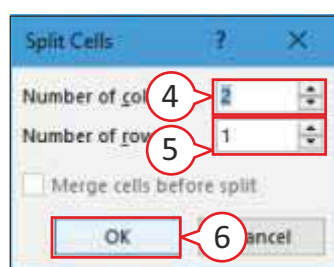 Split Cells ? ×
Number of col 4 2
Number of row 5 1
Merge cells before split
OK 6 ancel